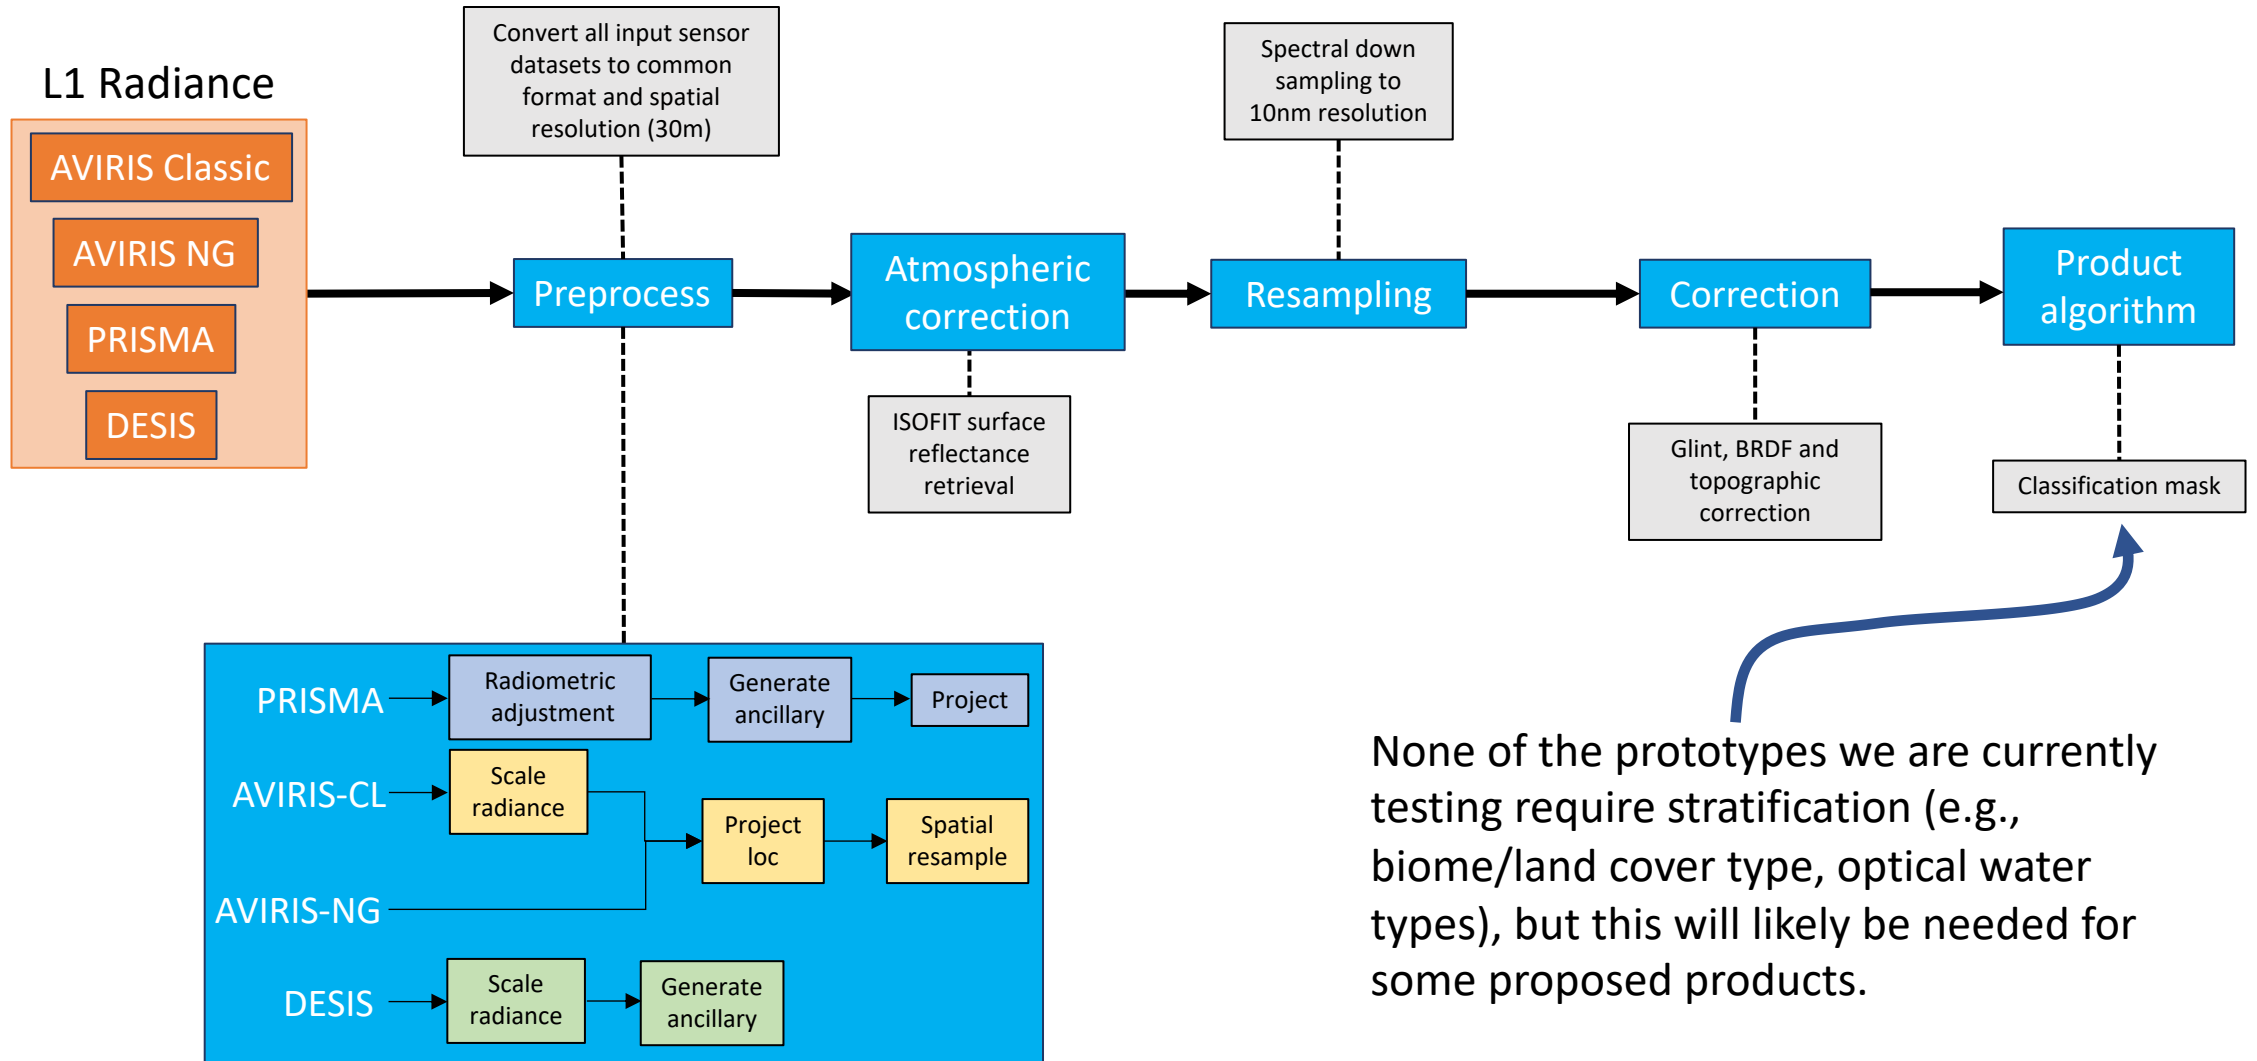 L1 Radiance
AVIRIS Classic
AVIRIS NG
PRISMA
DESIS
Convert all input sensor
datasets to common
format and spatial
resolution (30m)
Preprocess
Atmospheric
correction
ISOFIT surface
reflectance
retrieval
Spectral down
sampling to
10nm resolution
Resampling
Correction
Glint, BRDF and
topographic
correction
Product
algorithm
Classification mask
PRISMA
Radiometric
adjustment
Generate
ancillary
Project
AVIRIS-CL
Scale
radiance
Project
loc
Spatial
resample
AVIRIS-NG
DESIS
Scale
radiance
Generate
ancillary
None of the prototypes we are currently
testing require stratification (e.g.,
biome/land cover type, optical water
types), but this will likely be needed for
some proposed products.